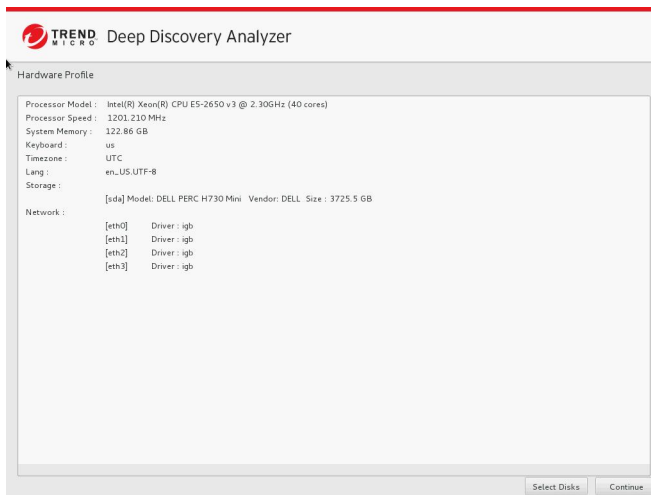 TREND MICRO Deep Discovery Analyzer
Hardware Profile
Processor Model : Intel(R) Xeon(R) CPU E5-2650 v3 @ 2.30GHz (40 cores)
Processor Speed : 1201.210 MHz
System Memory : 122.86 GB
Keyboard : us
Timezone : UTC
Lang : en_US.UTF-8
Storage :
[sda] Model: DELL PERC H730 Mini Vendor: DELL Size : 3725.5 GB
Network :
[eth0] Driver : igb
[eth1] Driver : igb
[eth2] Driver : igb
[eth3] Driver : igb
Select Disks Continue